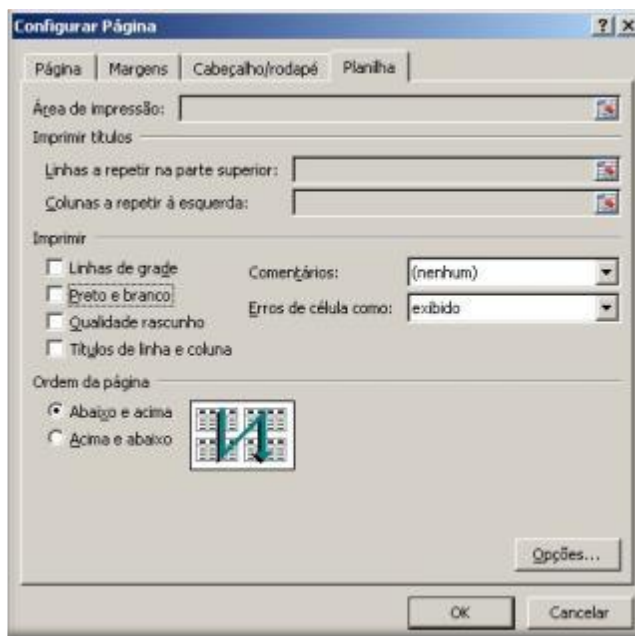 Configurar Página
Página Margens Cabeçalho/rodapé Planilha
Área de impressão:
Imprimir títulos
Linhas a repetir na parte superior:
Colunas a repetir à esquerda:
Imprimir
Linhas de grade
Comentários: (nenhum)
Preto e branco
Erros de célula como: exibido
Qualidade rascunho
Títulos de linha e coluna
Ordem da página
Abaixo e acima
Acima e abaixo
Opções...
OK Cancelar